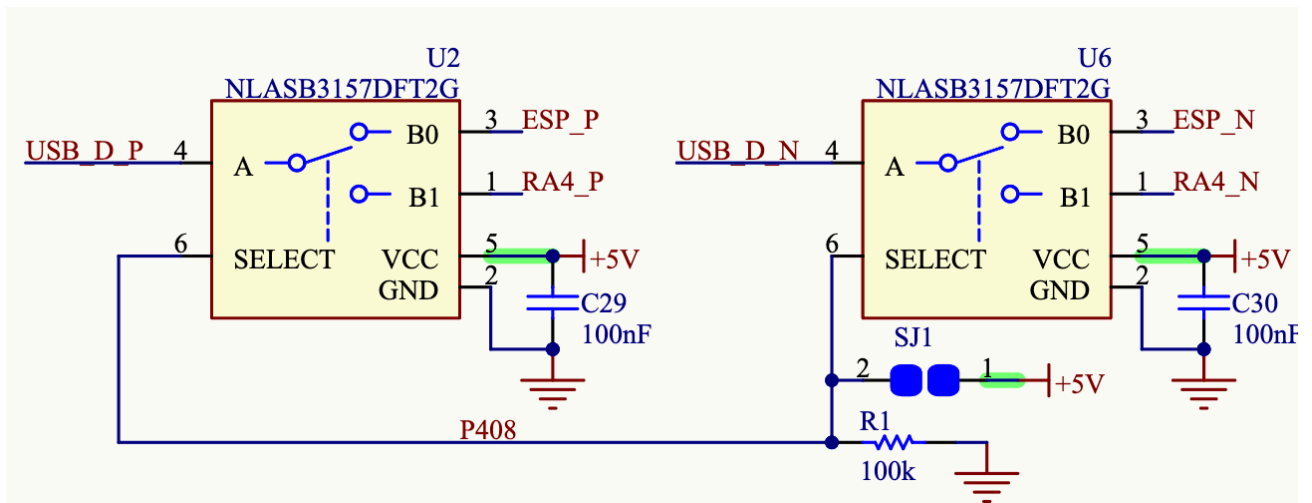 U2
NLASB3157DFT2G
USB_D_P 4 A B0 3 ESP_P
B1 1 RA4_P
6 SELECT VCC 5 +5V
GND 2
C29
100nF
U6
NLASB3157DFT2G
USB_D_N 4 A B0 3 ESP_N
B1 1 RA4_N
6 SELECT VCC 5 +5V
GND 2
C30
100nF
SJ1
2 1 +5V
P408
R1
100k